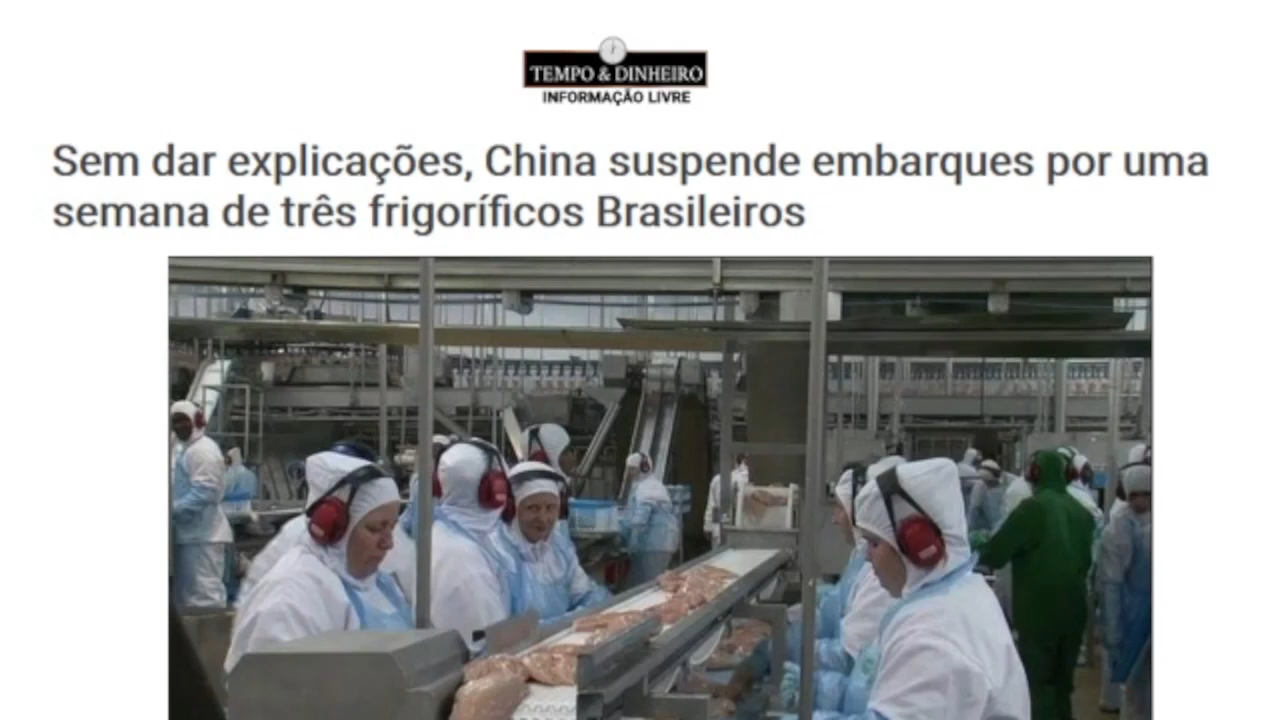 TEMPO & DINHEIRO
INFORMAÇÃO LIVRE
Sem dar explicações, China suspende embarques por uma
semana de três frigoríficos Brasileiros